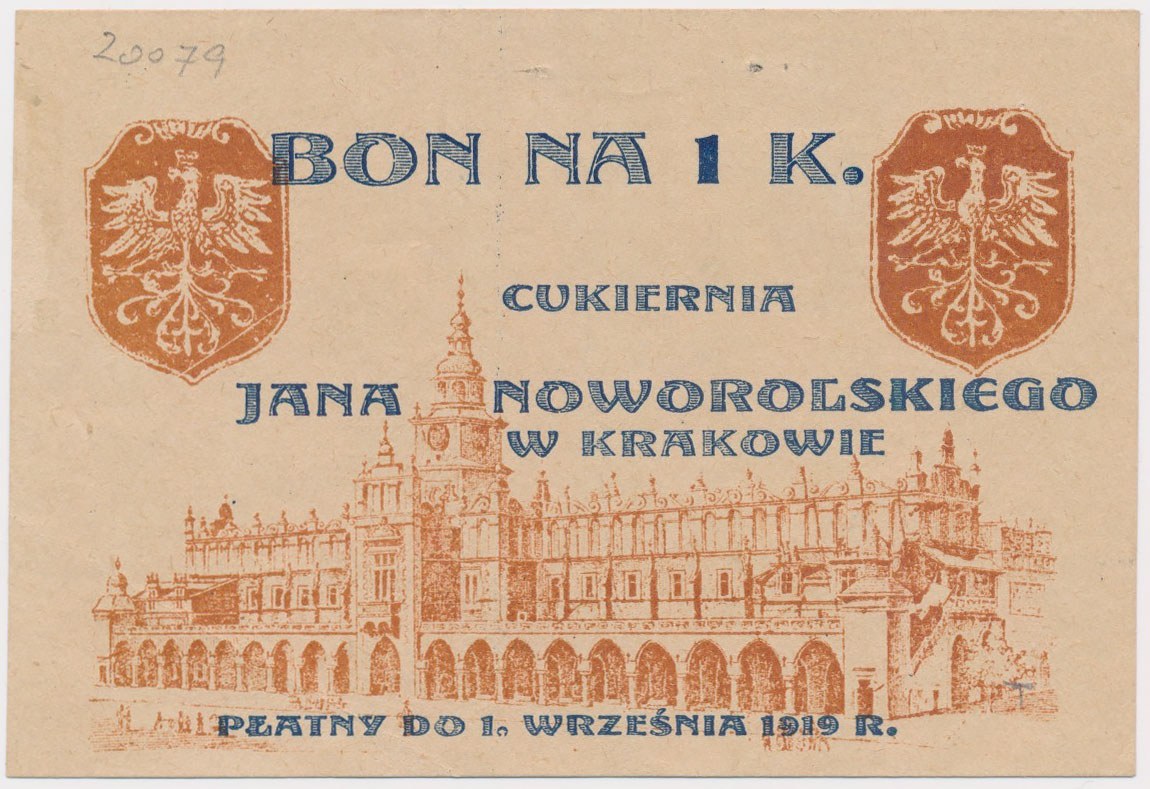 20079
BON NA 1 K.
CUKIERNIA
JANA NOWOROLSKIEGO
W KRAKOWIE
PŁATNY DO 1. WRZEŚNIA 1919 R.